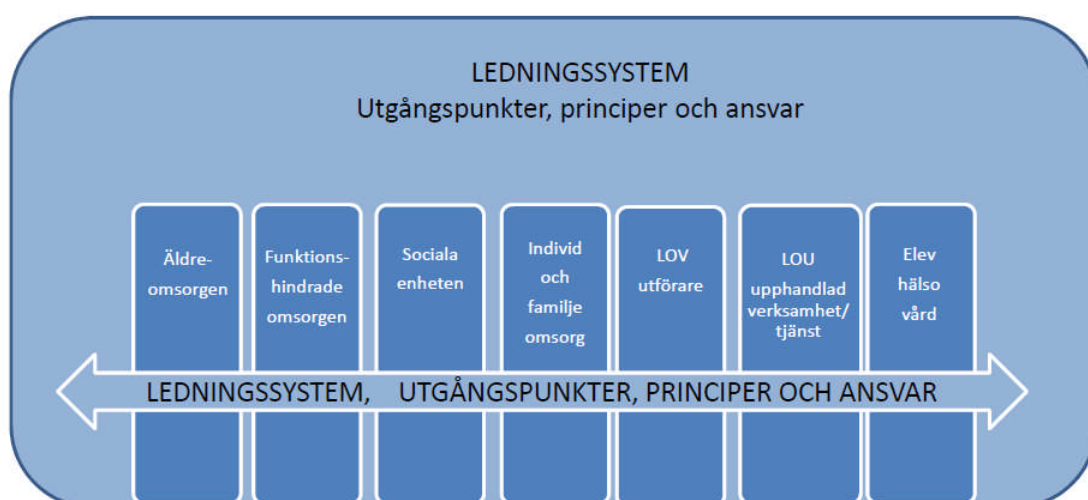 LEDNINGSSYSTEM
Utgångspunkter, principer och ansvar
Äldre-
omsorgen
Funktions-
hindrade
omsorgen
Sociala
enheten
Individ
och
familje
omsorg
LOV
utförare
LOU
upphandlad
verksamhet/
tjänst
Elev
hälso
vård
LEDNINGSSYSTEM, UTGÅNGSPUNKTER, PRINCIPER OCH ANSVAR